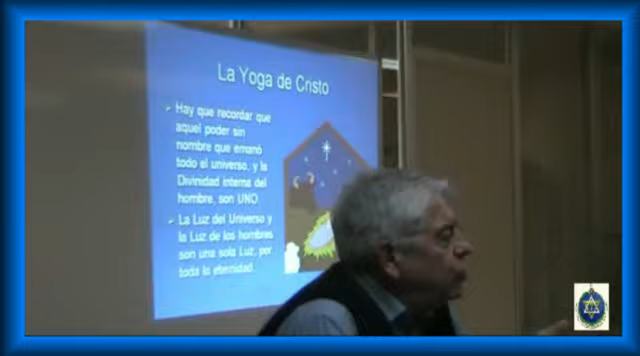 La Yoga de Cristo
Hay que recordar que
aquel poder sin
nombre que emanó
todo el universo, y la
Divinidad interna del
hombre, son UNO.
La Luz del Universo y
la Luz de los hombres
son una sola Luz, por
toda la eternidad.